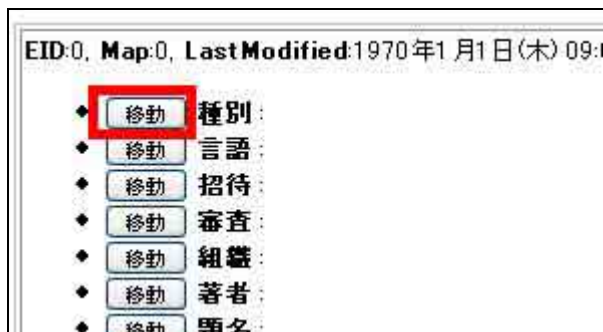 EID:0, Map:0, LastModified:1970年1月1日(木) 09:
移動 種別 :
移動 言語 :
移動 招待 :
移動 審査 :
移動 組織 :
移動 著者 :
移動 題名 :